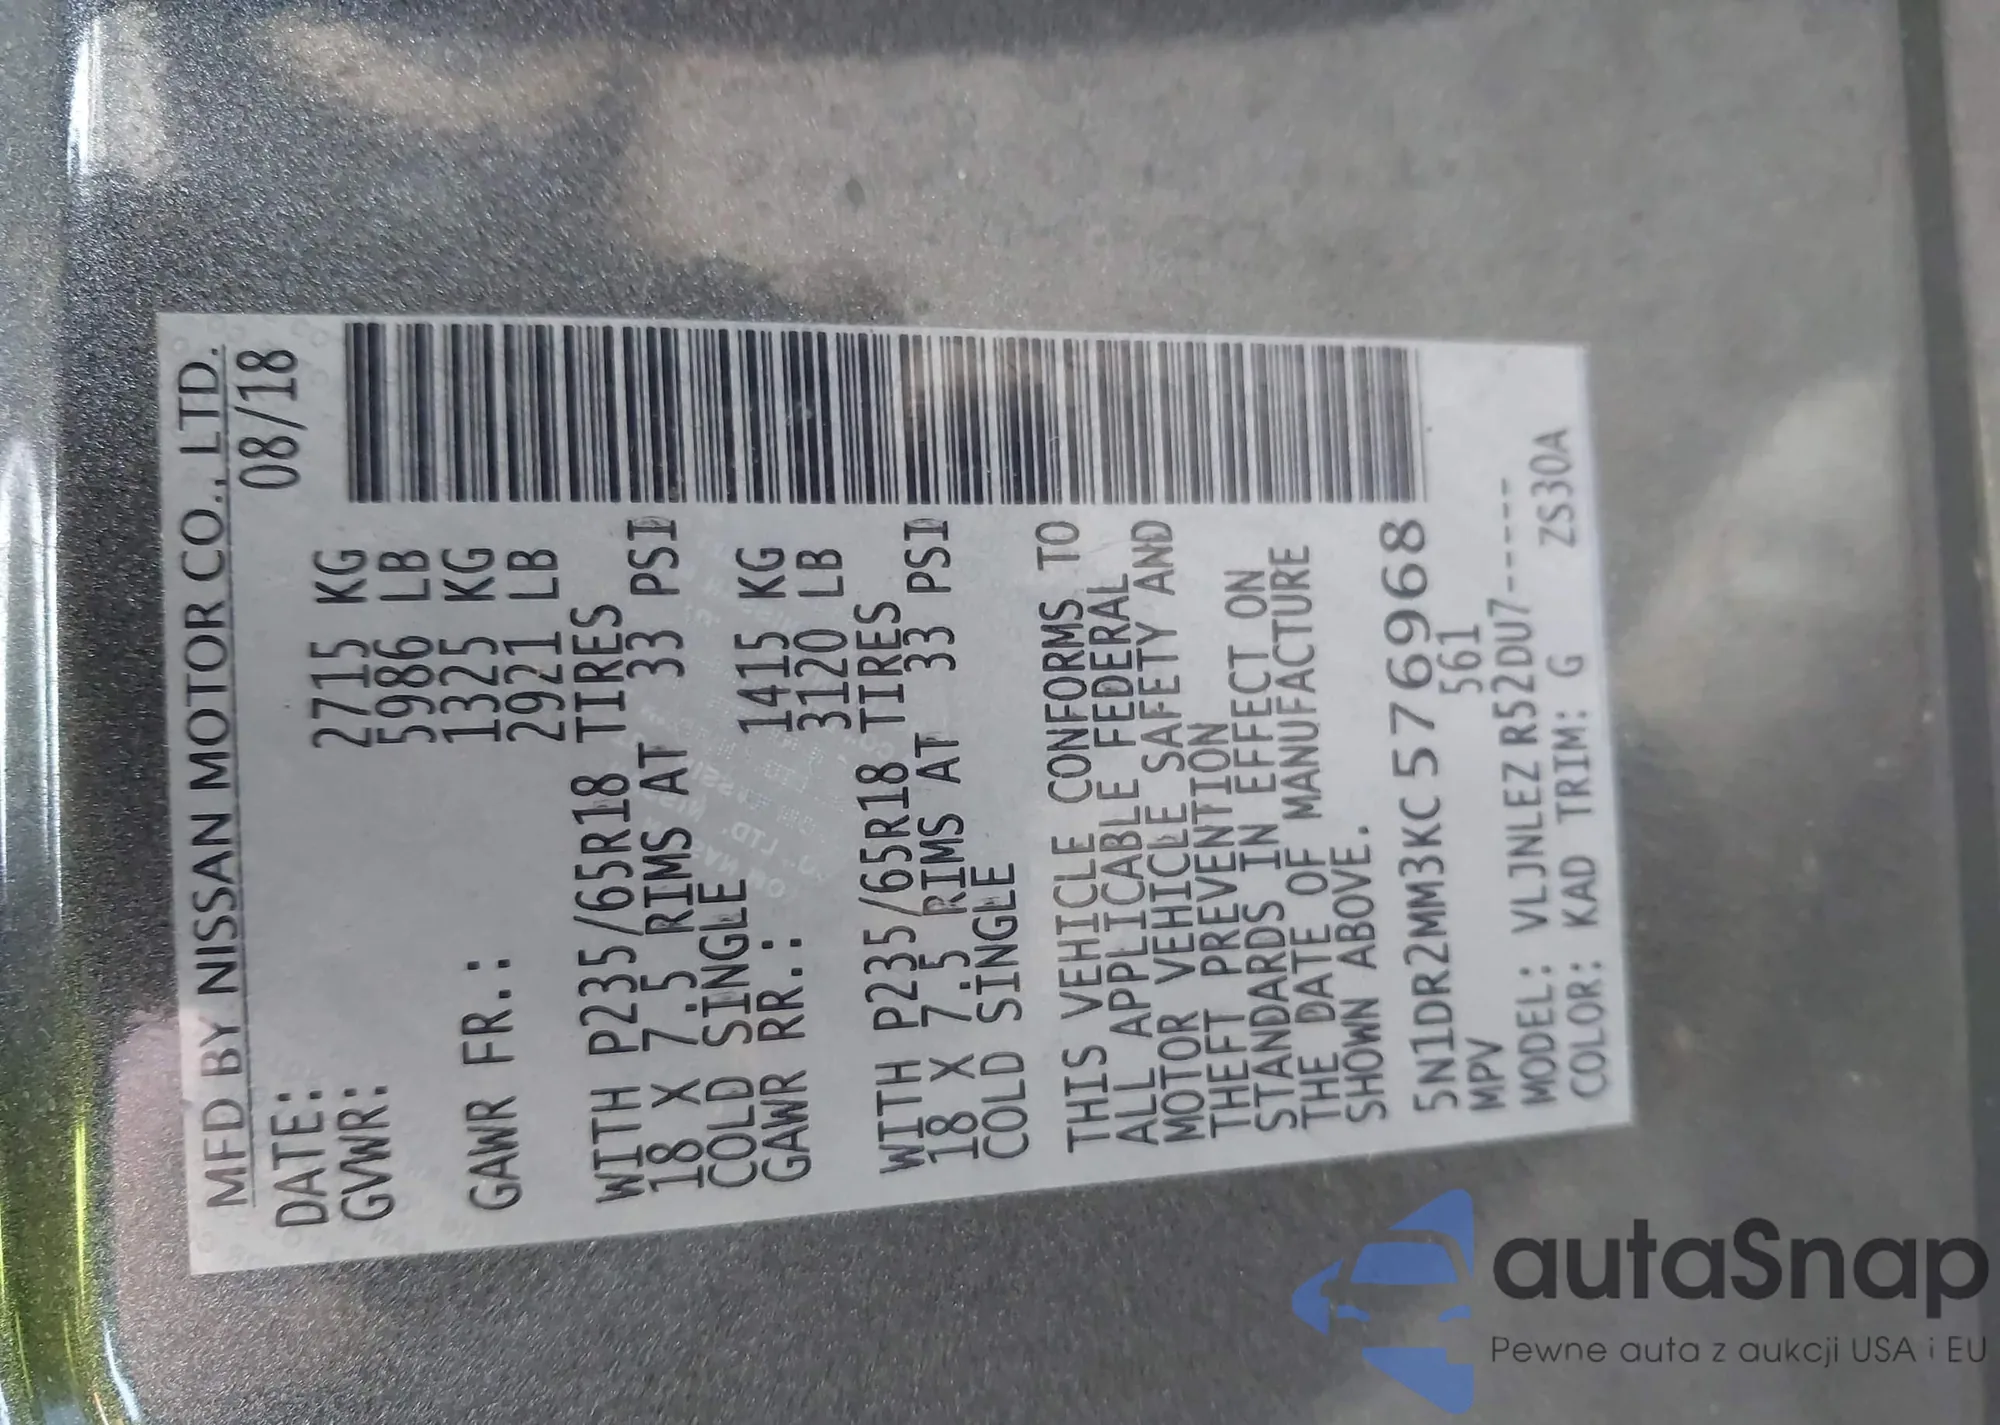 MFD BY NISSAN MOTOR CO., LTD.
DATE: 08/18
GVWR: 2715 KG
5986 LB
GAWR FR.: 1325 KG
2921 LB
WITH P235/65R18 TIRES
18 X 7.5 RIMS AT 33 PSI
COLD SINGLE
GAWR RR.: 1415 KG
3120 LB
WITH P235/65R18 TIRES
18 X 7.5 RIMS AT 33 PSI
COLD SINGLE
THIS VEHICLE CONFORMS TO
ALL APPLICABLE FEDERAL
MOTOR VEHICLE SAFETY AND
THEFT PREVENTION
STANDARDS IN EFFECT ON
THE DATE OF MANUFACTURE
SHOWN ABOVE.
5N1DR2MM3KC576968
MPV 561
MODEL: VLJNLEZ R52DU7-----
COLOR: KAD TRIM: G ZS30A
autaSnap
Pewne auta z aukcji USA i EU